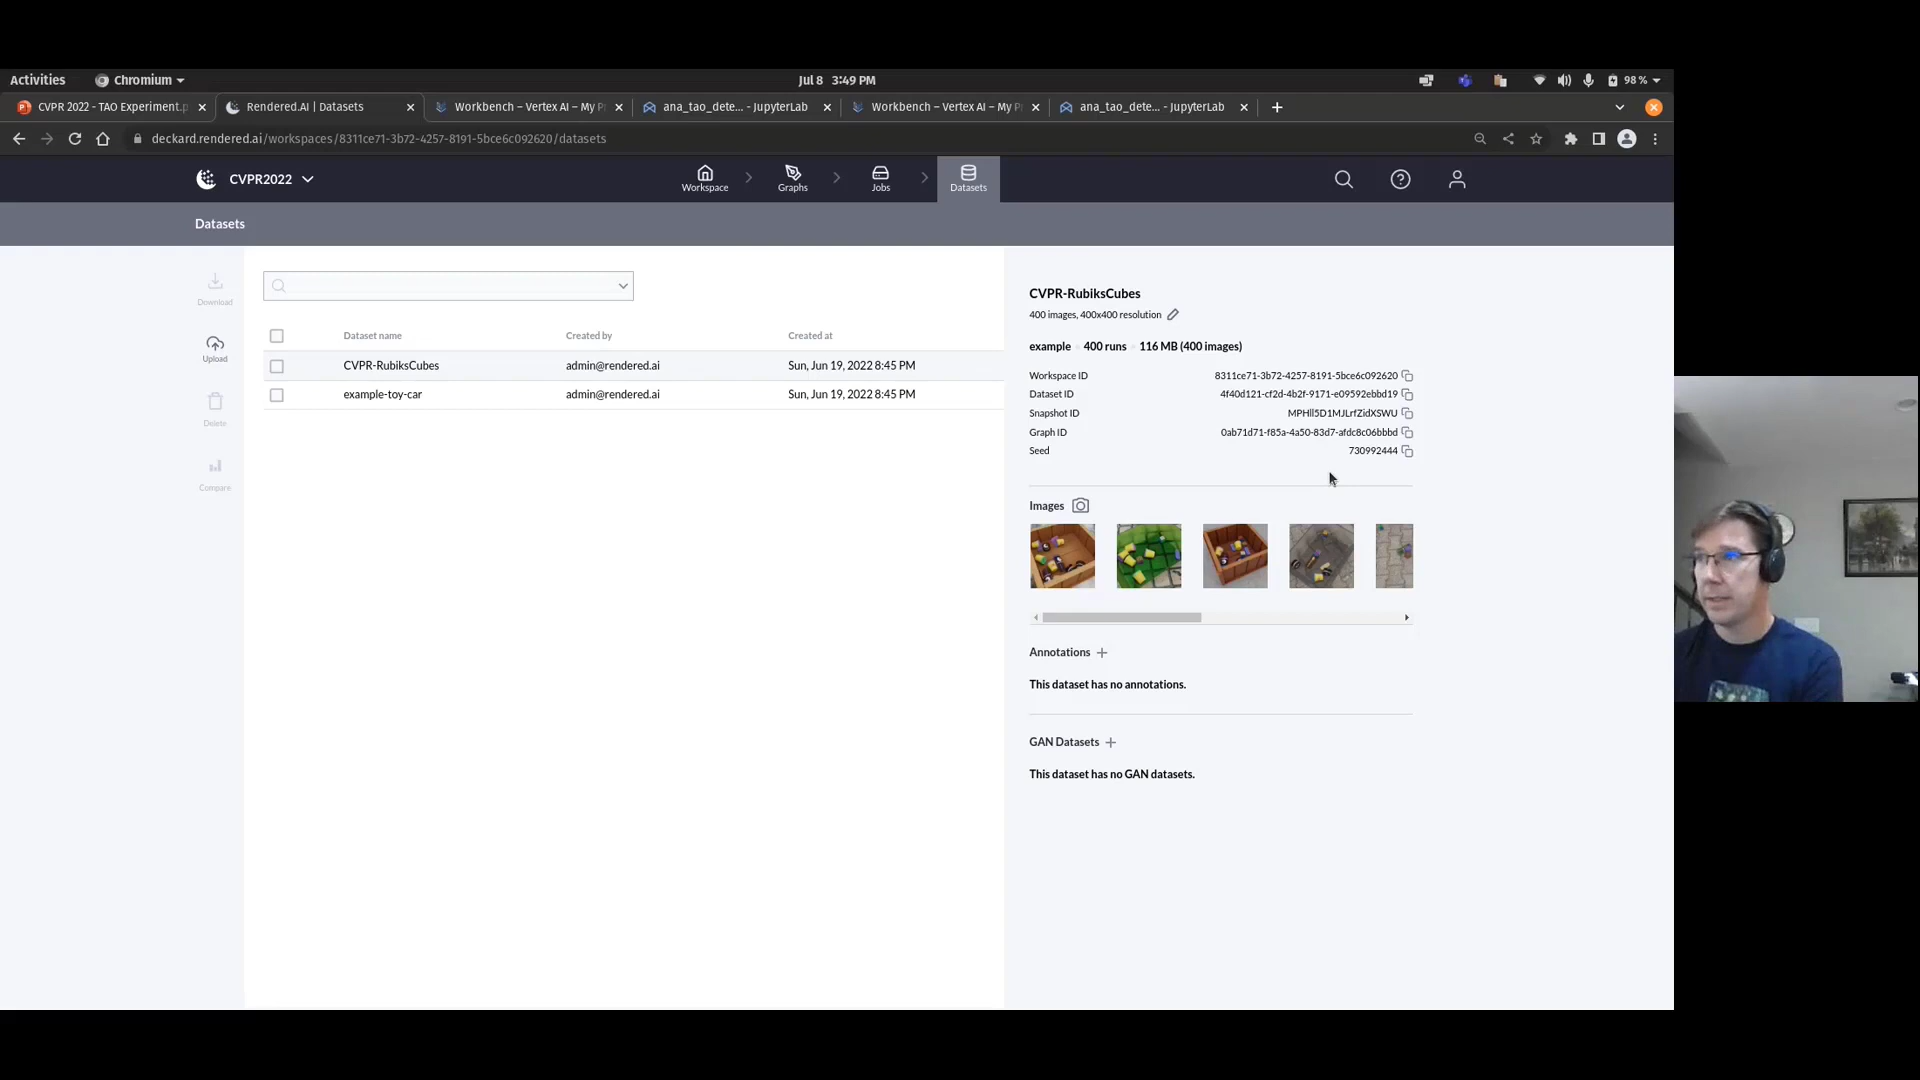 Activities
Chromium
Jul 8 3:49 PM
98 %
CVPR 2022 - TAO Experiment.p
Rendered.AI | Datasets
Workbench – Vertex AI – My P
ana_tao_dete... - JupyterLab
Workbench – Vertex AI – My P
ana_tao_dete... - JupyterLab
deckard.rendered.ai/workspaces/8311ce71-3b72-4257-8191-5bce6c092620/datasets
CVPR2022
Workspace
Graphs
Jobs
Datasets
Datasets
Download
Upload
Delete
Compare
Dataset name Created by Created at
CVPR-RubiksCubes admin@rendered.ai Sun, Jun 19, 2022 8:45 PM
example-toy-car admin@rendered.ai Sun, Jun 19, 2022 8:45 PM
CVPR-RubiksCubes
400 images, 400x400 resolution
example 400 runs 116 MB (400 images)
Workspace ID 8311ce71-3b72-4257-8191-5bce6c092620
Dataset ID 4f40d121-cf2d-4b2f-9171-e09592ebbd19
Snapshot ID
Graph ID 0ab71d71-f85a-4a50-83d7-afdc8c06bbbd
Seed 730992444
Images
Annotations
This dataset has no annotations.
GAN Datasets
This dataset has no GAN datasets.